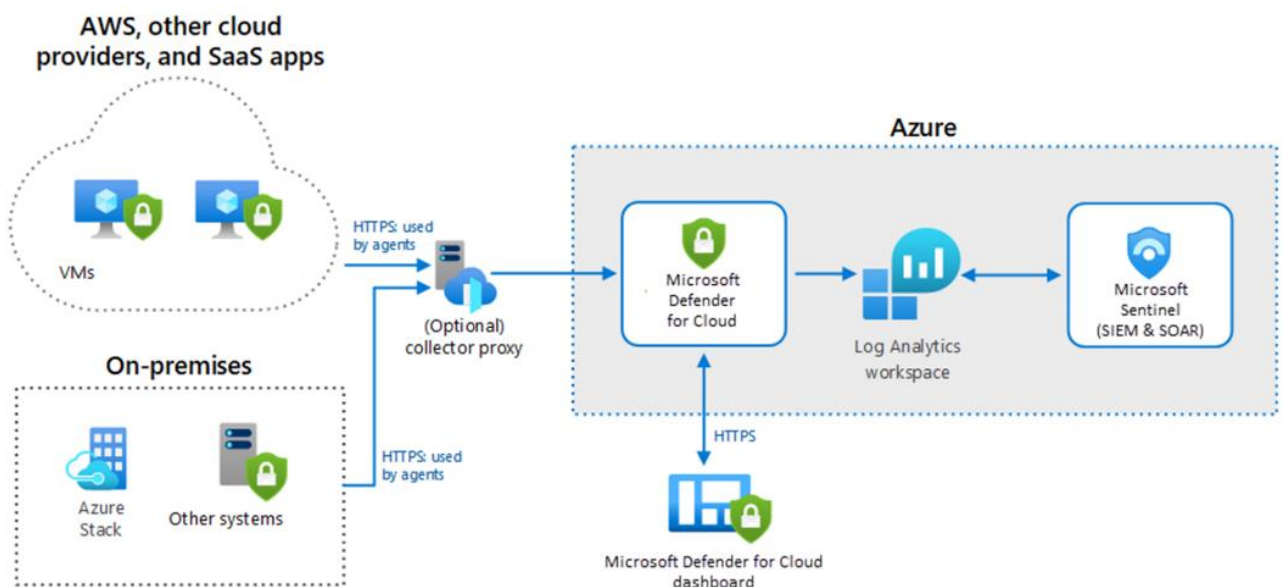 AWS, other cloud
providers, and SaaS apps
VMs
HTTPS: used
by agents
(Optional)
collector proxy
On-premises
Azure
Stack
Other systems
HTTPS: used
by agents
Azure
Microsoft
Defender
for Cloud
Log Analytics
workspace
Microsoft
Sentinel
(SIEM & SOAR)
HTTPS
Microsoft Defender for Cloud
dashboard